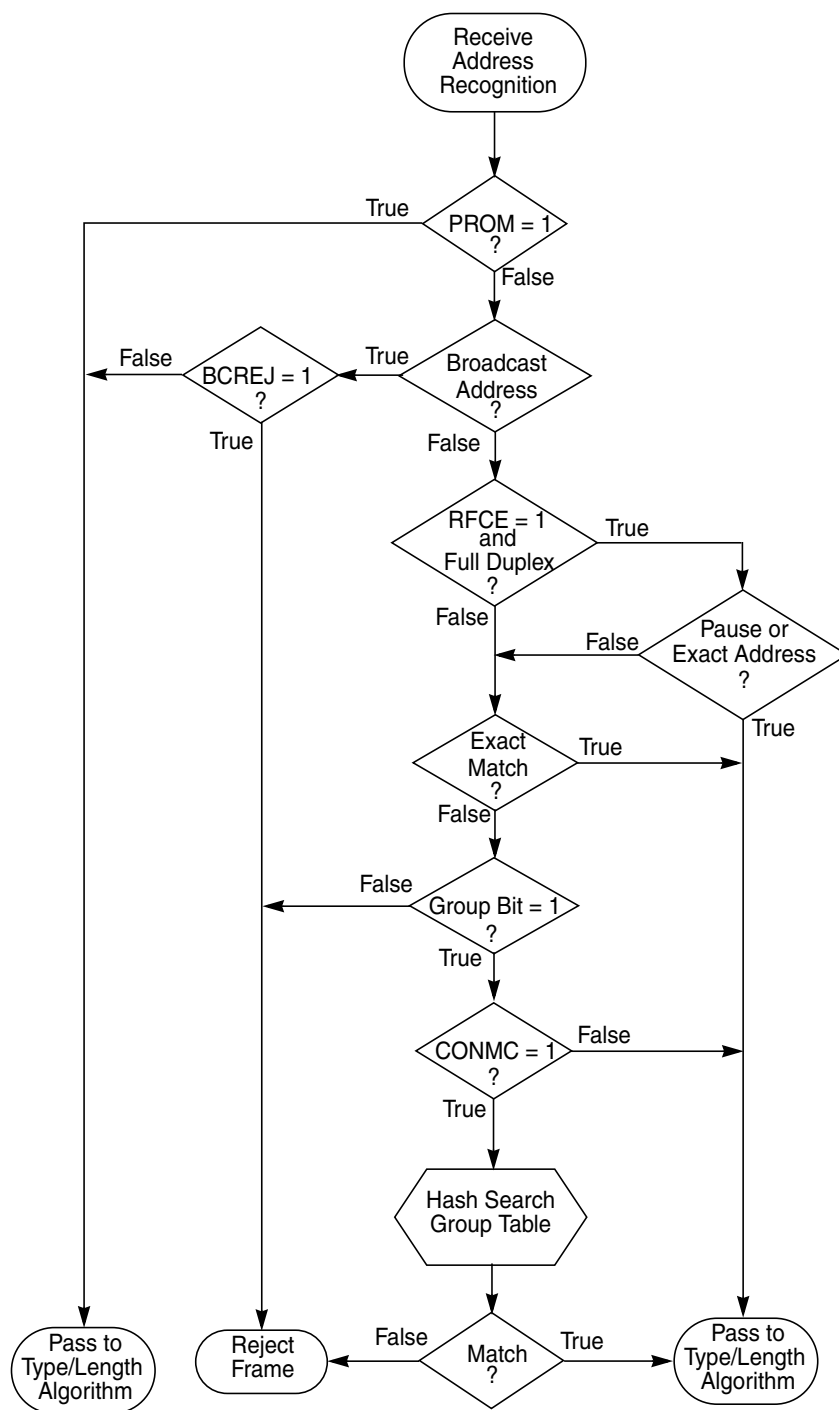 Receive
Address
Recognition
True
PROM = 1
?
False
False
BCREJ = 1
?
True
True
Broadcast
Address
?
False
RFCE = 1
and
Full Duplex
?
True
False
False
Pause or
Exact Address
?
True
Exact
Match
?
True
False
False
Group Bit = 1
?
True
CONMC = 1
?
False
True
Hash Search
Group Table
Pass to
Type/Length
Algorithm
Reject
Frame
False
Match
?
True
Pass to
Type/Length
Algorithm